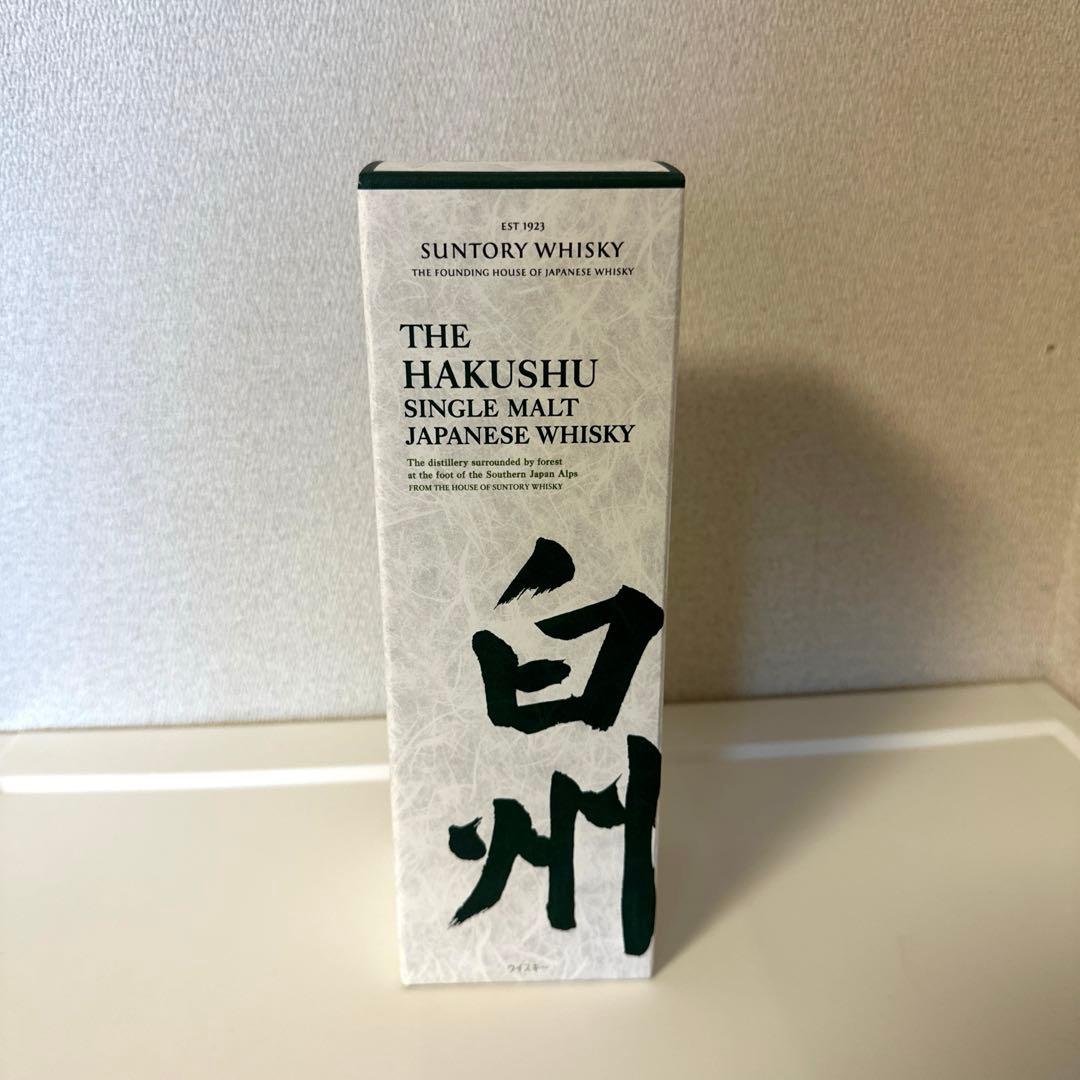 EST 1923
SUNTORY WHISKY
THE FOUNDING HOUSE OF JAPANESE WHISKY
THE
HAKUSHU
SINGLE MALT
JAPANESE WHISKY
The distillery surrounded by forest
at the foot of the Southern Japan Alps
FROM THE HOUSE OF SUNTORY WHISKY
白
州
ウイスキー